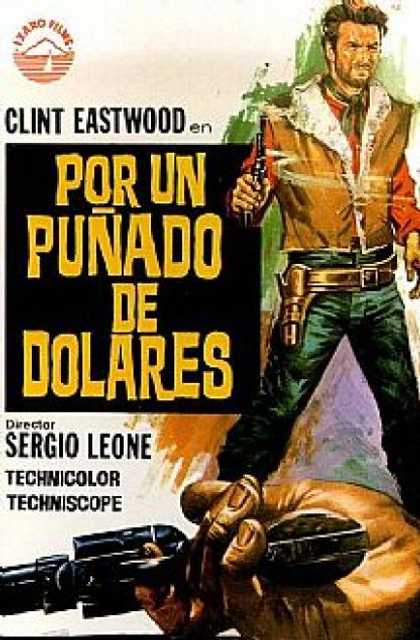 IZARO FILMS
CLINT EASTWOOD en
POR UN
PUÑADO
DE
DOLARES
Director
SERGIO LEONE
TECHNICOLOR
TECHNISCOPE